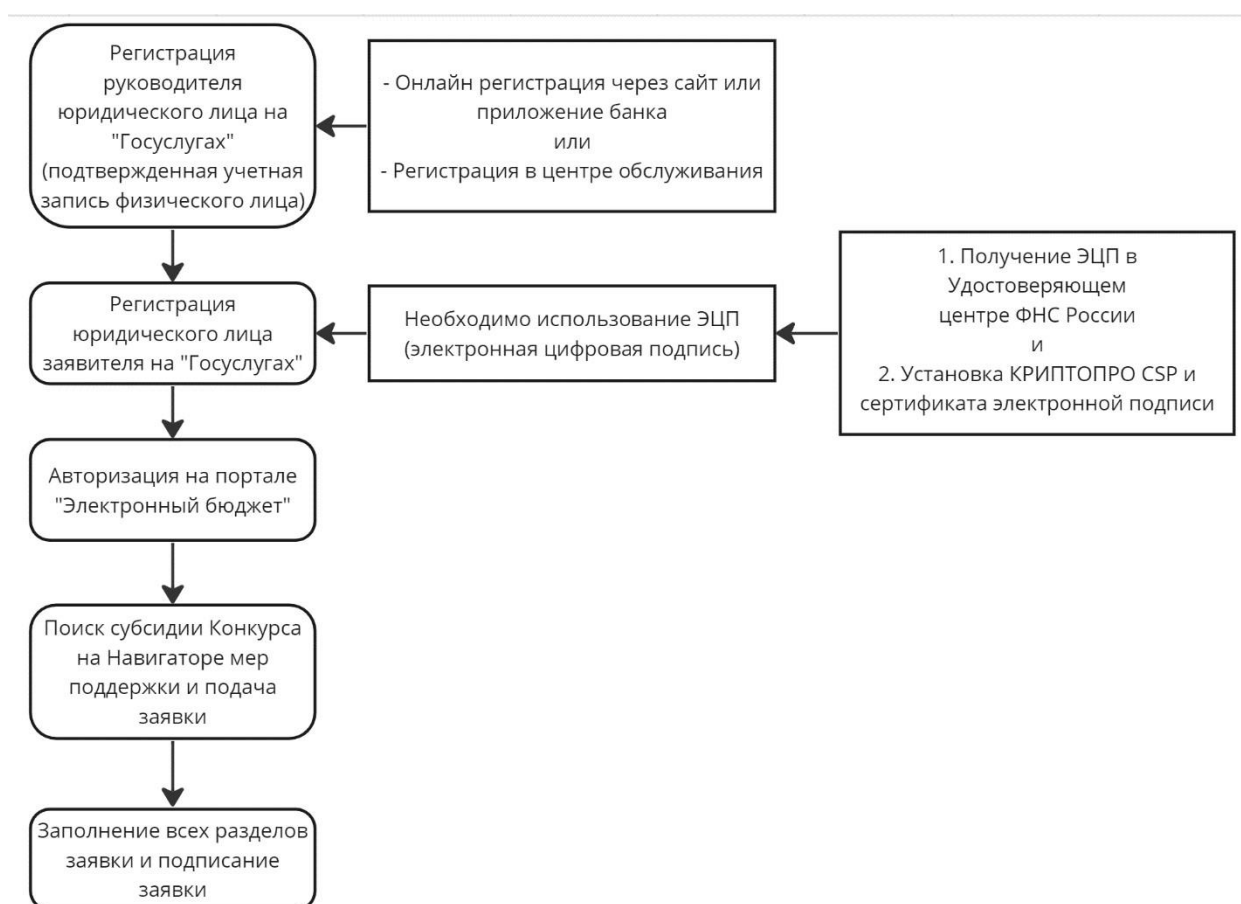 Регистрация
руководителя
юридического лица на
"Госуслугах"
(подтвержденная учетная
запись физического лица)
- Онлайн регистрация через сайт или
приложение банка
или
- Регистрация в центре обслуживания
Регистрация
юридического лица
заявителя на "Госуслугах"
Необходимо использование ЭЦП
(электронная цифровая подпись)
1. Получение ЭЦП в
Удостоверяющем
центре ФНС России
и
2. Установка КРИПТОПРО CSP и
сертификата электронной подписи
Авторизация на портале
"Электронный бюджет"
Поиск субсидии Конкурса
на Навигаторе мер
поддержки и подача
заявки
Заполнение всех разделов
заявки и подписание
заявки